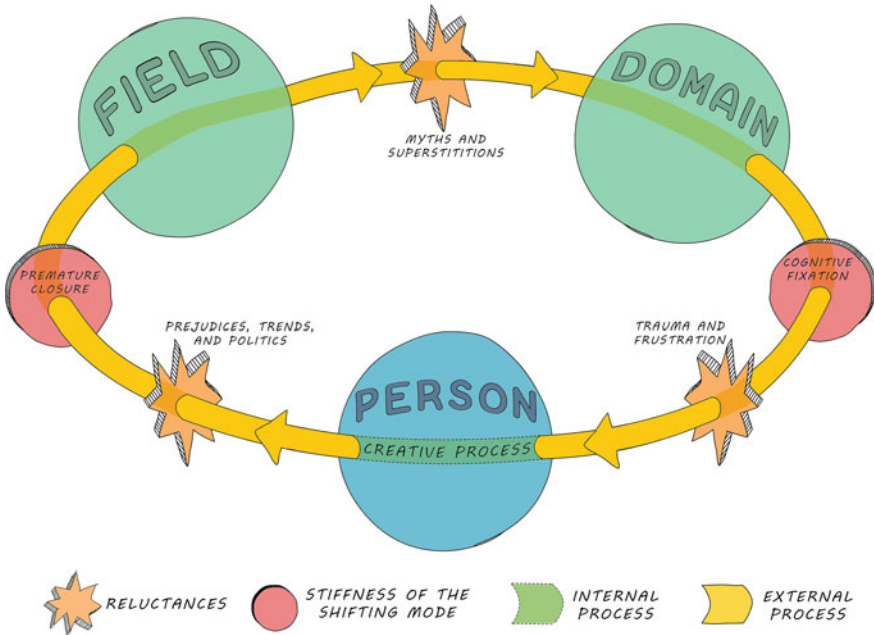 FIELD
DOMAIN
MYTHS AND
SUPERSTITITIONS
PREMATURE
CLOSURE
COGNITIVE
FIXATION
PREJUDICES, TRENDS,
AND POLITICS
TRAUMA AND
FRUSTRATION
PERSON
CREATIVE PROCESS
RELUCTANCES
STIFFNESS OF THE
SHIFTING MODE
INTERNAL
PROCESS
EXTERNAL
PROCESS